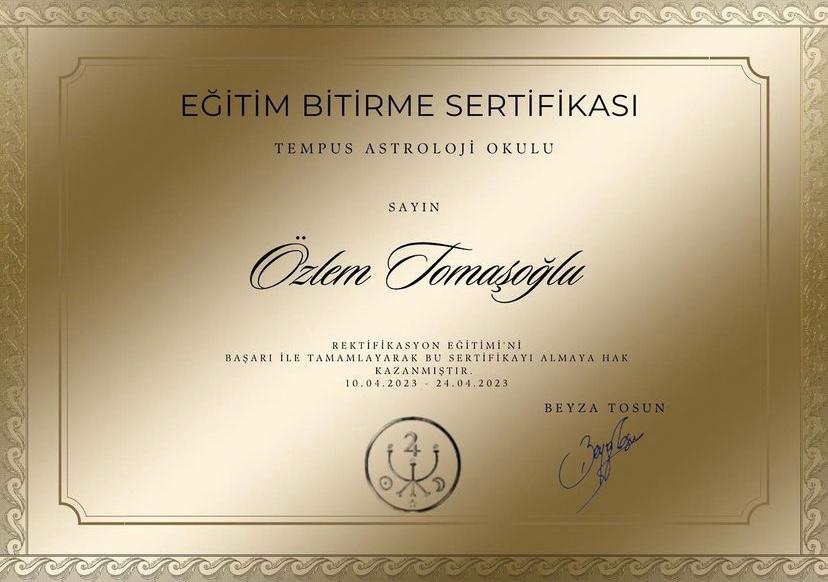 EĞİTİM BİTİRME SERTİFİKASI
TEMPUS ASTROLOJİ OKULU
SAYIN
Özlem Tomaşoğlu
REKTİFİKASYON EĞİTİMİ'Nİ
BAŞARI İLE TAMAMLAYARAK BU SERTİFİKAYI ALMAYA HAK
KAZANMIŞTIR.
10.04.2023 - 24.04.2023
BEYZA TOSUN